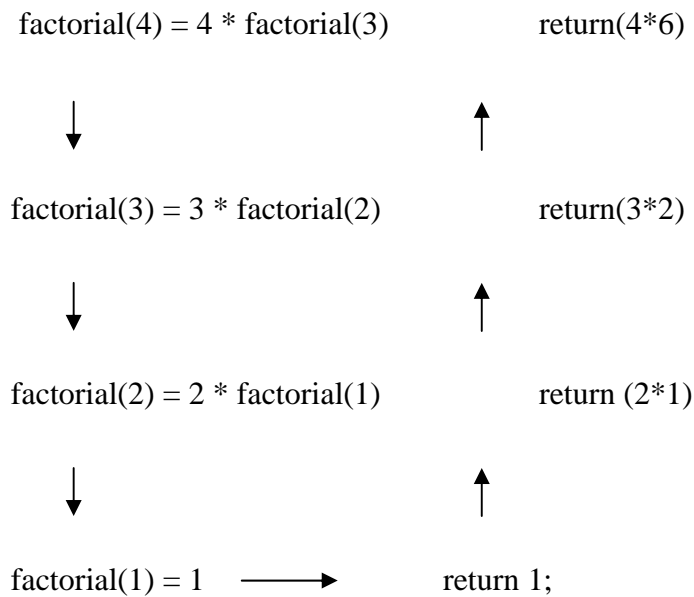 factorial(4) = 4 * factorial(3) return(4*6)
factorial(3) = 3 * factorial(2) return(3*2)
factorial(2) = 2 * factorial(1) return (2*1)
factorial(1) = 1 return 1;